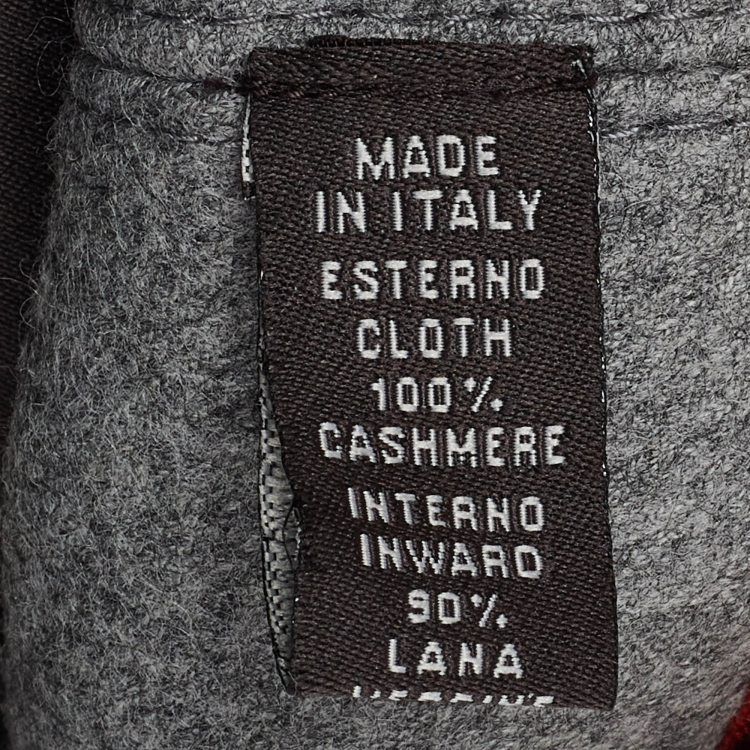 MADE
IN ITALY
ESTERNO
CLOTH
100%
CASHMERE
INTERNO
INWARD
90%
LANA